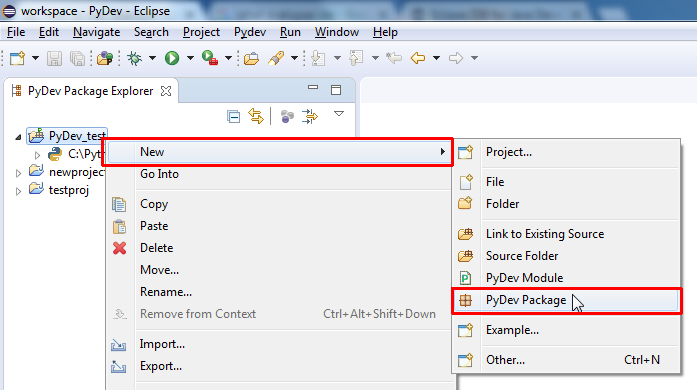 workspace - PyDev - Eclipse
File Edit Navigate Search Project Pydev Run Window Help
PyDev Package Explorer
PyDev_test
C:\Pyth
newproject
testproj
New
Go Into
Copy
Paste
Delete
Move...
Rename...
Remove from Context Ctrl+Alt+Shift+Down
Import...
Export...
Project...
File
Folder
Link to Existing Source
Source Folder
PyDev Module
PyDev Package
Example...
Other... Ctrl+N